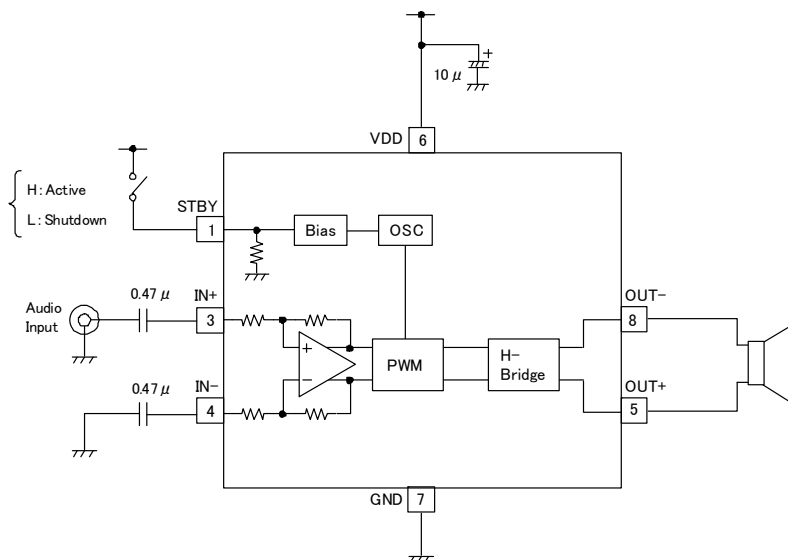 +
10 μ
VDD
6
H: Active
L: Shutdown
STBY
1
Bias
OSC
Audio
Input
0.47 μ
IN+
3
+
−
PWM
H-
Bridge
OUT-
8
OUT+
5
0.47 μ
IN-
4
GND
7